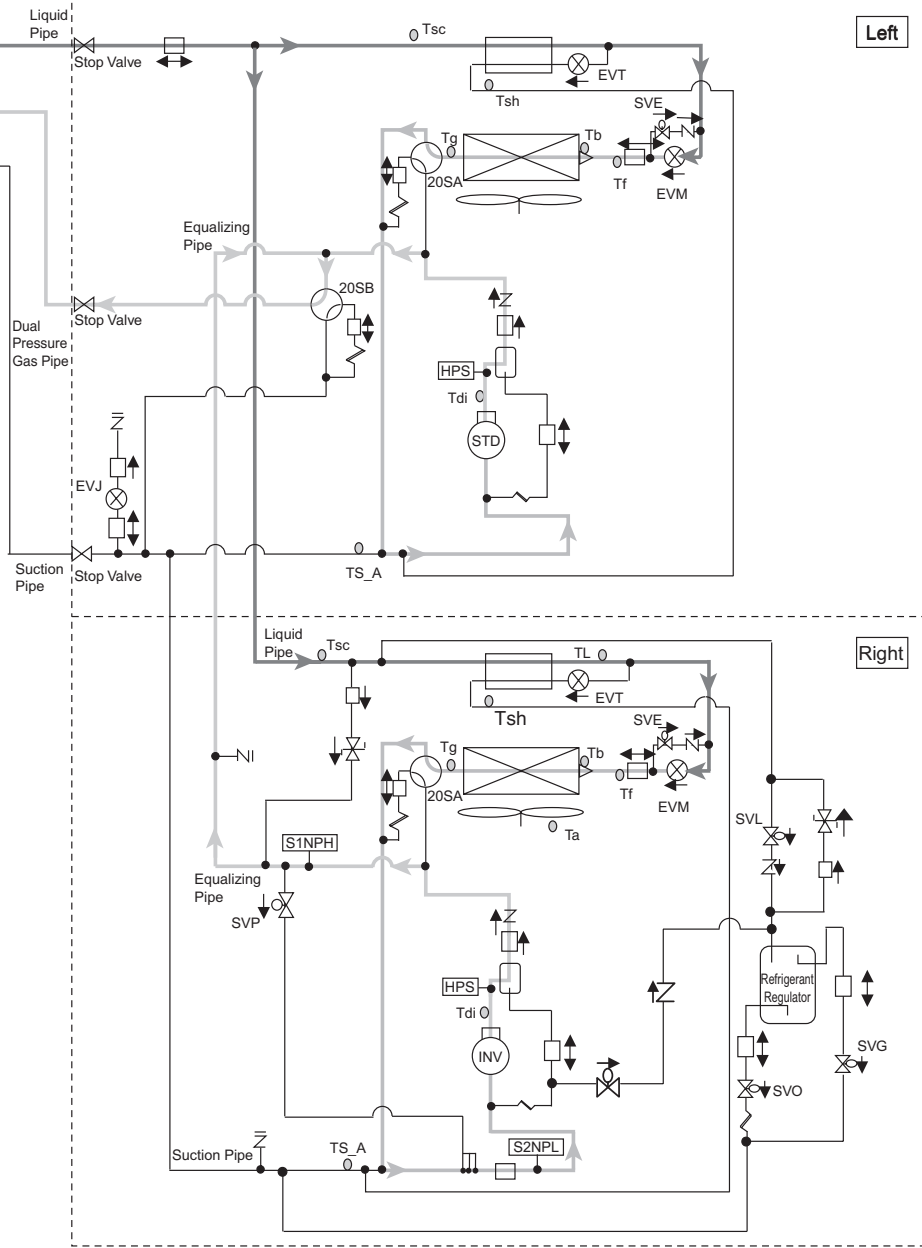 Liquid
Pipe
Tsc
Left
Stop Valve
EVT
Tsh
SVE
Tg
Tb
20SA
Tf
EVM
Equalizing
Pipe
20SB
Stop Valve
Dual
Pressure
Gas Pipe
HPS
Tdi
STD
EVJ
TS_A
Suction
Pipe
Stop Valve
Liquid
Pipe
Tsc
TL
Right
EVT
Tsh
SVE
Tg
Tb
20SA
Tf
EVM
Ta
SVL
S1NPH
Equalizing
Pipe
SVP
HPS
Refrigerant
Regulator
Tdi
INV
SVG
SVO
S2NPL
TS_A
Suction Pipe